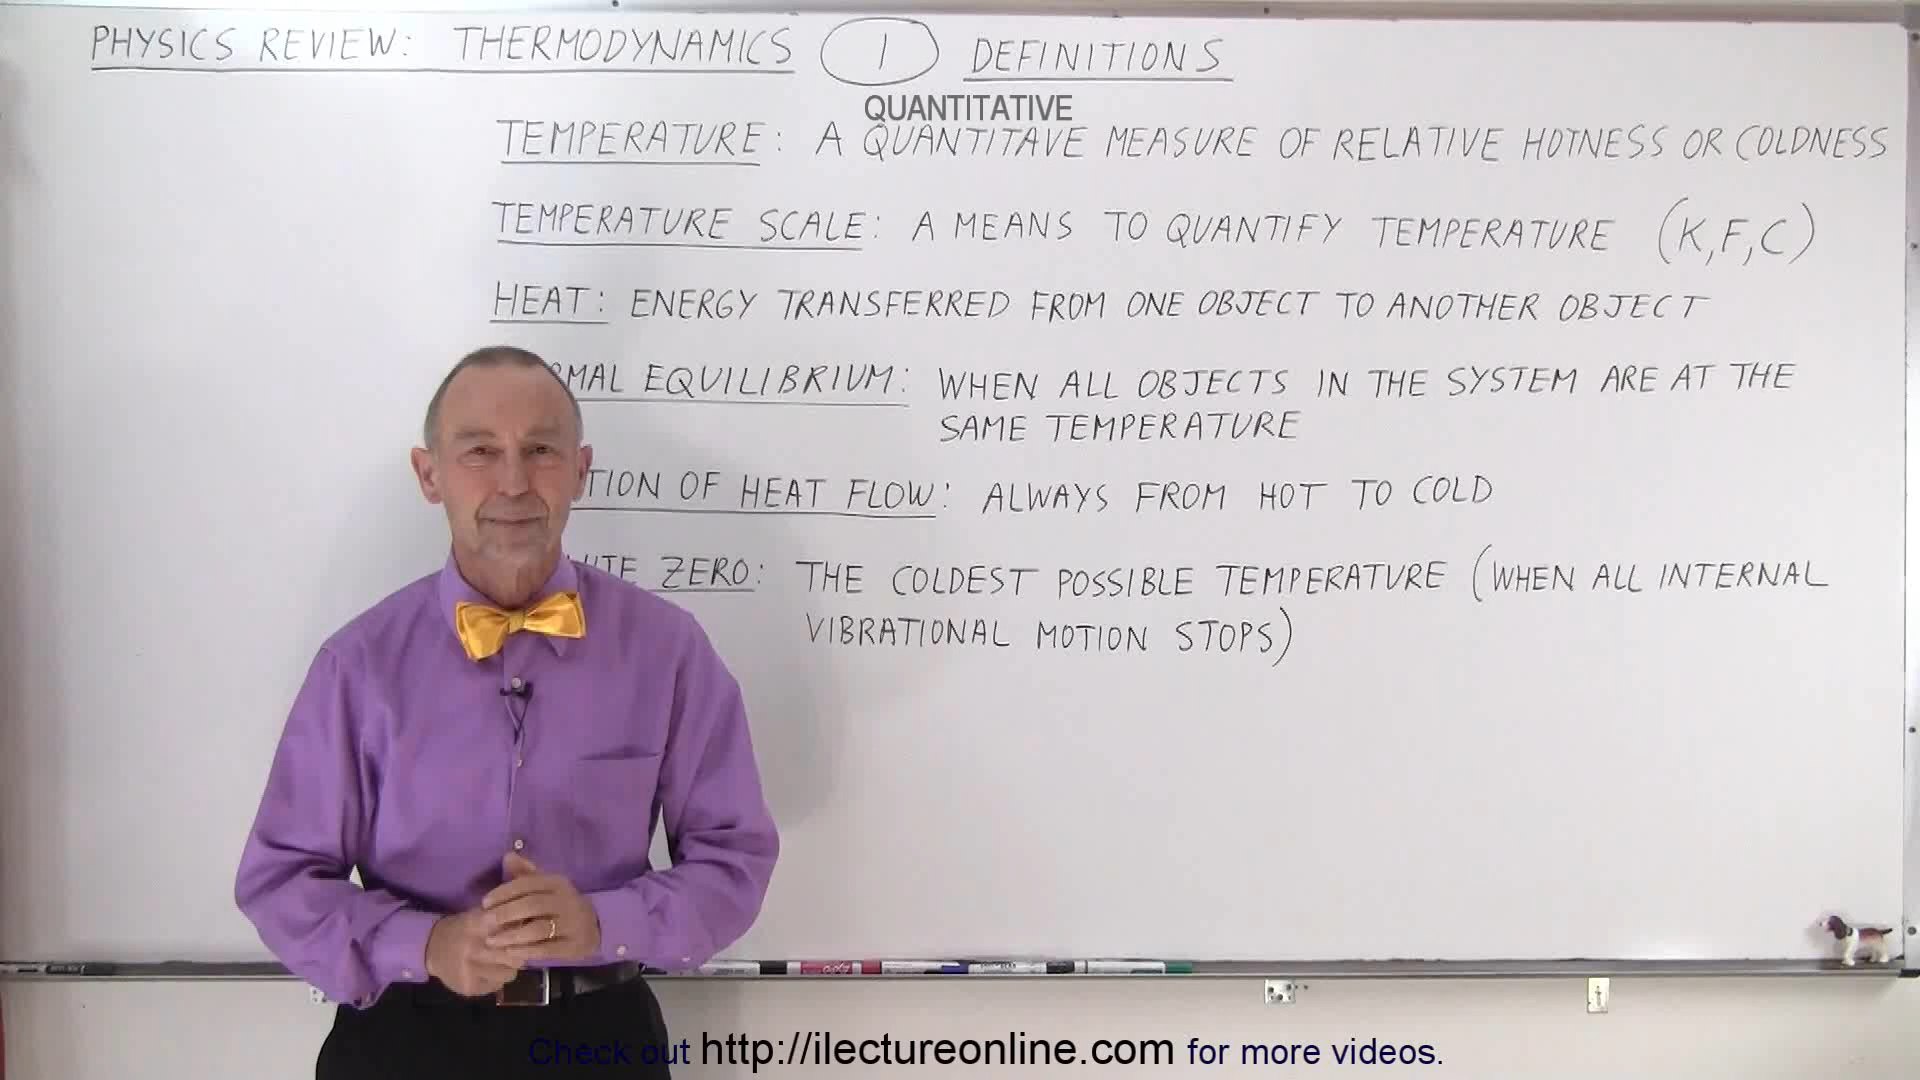 PHYSICS REVIEW: THERMODYNAMICS 1 DEFINITIONS
QUANTITATIVE
TEMPERATURE: A QUANTITAVE MEASURE OF RELATIVE HOTNESS OR COLDNESS
TEMPERATURE SCALE: A MEANS TO QUANTIFY TEMPERATURE (K,F,C)
HEAT: ENERGY TRANSFERRED FROM ONE OBJECT TO ANOTHER OBJECT
RMAL EQUILIBRIUM: WHEN ALL OBJECTS IN THE SYSTEM ARE AT THE
SAME TEMPERATURE
TION OF HEAT FLOW: ALWAYS FROM HOT TO COLD
UTE ZERO: THE COLDEST POSSIBLE TEMPERATURE (WHEN ALL INTERNAL
VIBRATIONAL MOTION STOPS)
Check out http://ilectureonline.com for more videos.